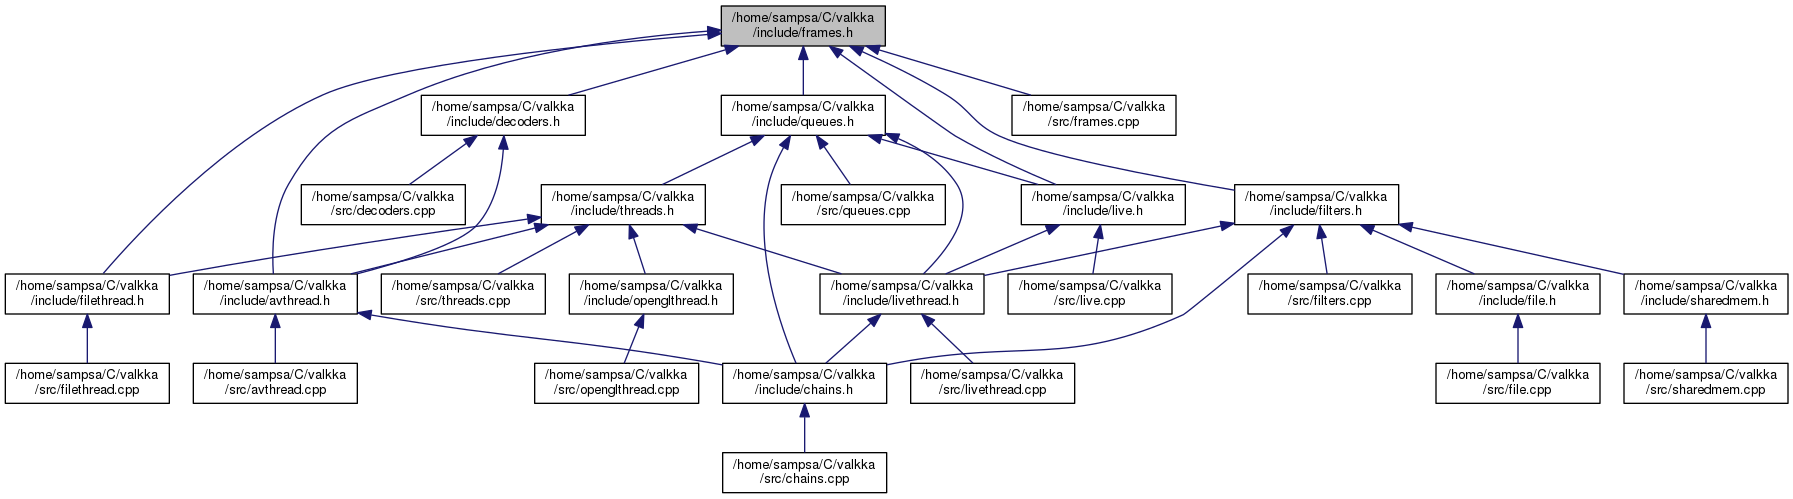 /home/sampsa/C/valkka
/include/frames.h
/home/sampsa/C/valkka
/include/decoders.h
/home/sampsa/C/valkka
/include/queues.h
/home/sampsa/C/valkka
/src/frames.cpp
/home/sampsa/C/valkka
/src/decoders.cpp
/home/sampsa/C/valkka
/include/threads.h
/home/sampsa/C/valkka
/src/queues.cpp
/home/sampsa/C/valkka
/include/live.h
/home/sampsa/C/valkka
/include/filters.h
/home/sampsa/C/valkka
/include/filethread.h
/home/sampsa/C/valkka
/include/avthread.h
/home/sampsa/C/valkka
/src/threads.cpp
/home/sampsa/C/valkka
/include/openglthread.h
/home/sampsa/C/valkka
/include/livethread.h
/home/sampsa/C/valkka
/src/live.cpp
/home/sampsa/C/valkka
/src/filters.cpp
/home/sampsa/C/valkka
/include/file.h
/home/sampsa/C/valkka
/include/sharedmem.h
/home/sampsa/C/valkka
/src/filethread.cpp
/home/sampsa/C/valkka
/src/avthread.cpp
/home/sampsa/C/valkka
/src/openglthread.cpp
/home/sampsa/C/valkka
/include/chains.h
/home/sampsa/C/valkka
/src/livethread.cpp
/home/sampsa/C/valkka
/src/file.cpp
/home/sampsa/C/valkka
/src/sharedmem.cpp
/home/sampsa/C/valkka
/src/chains.cpp